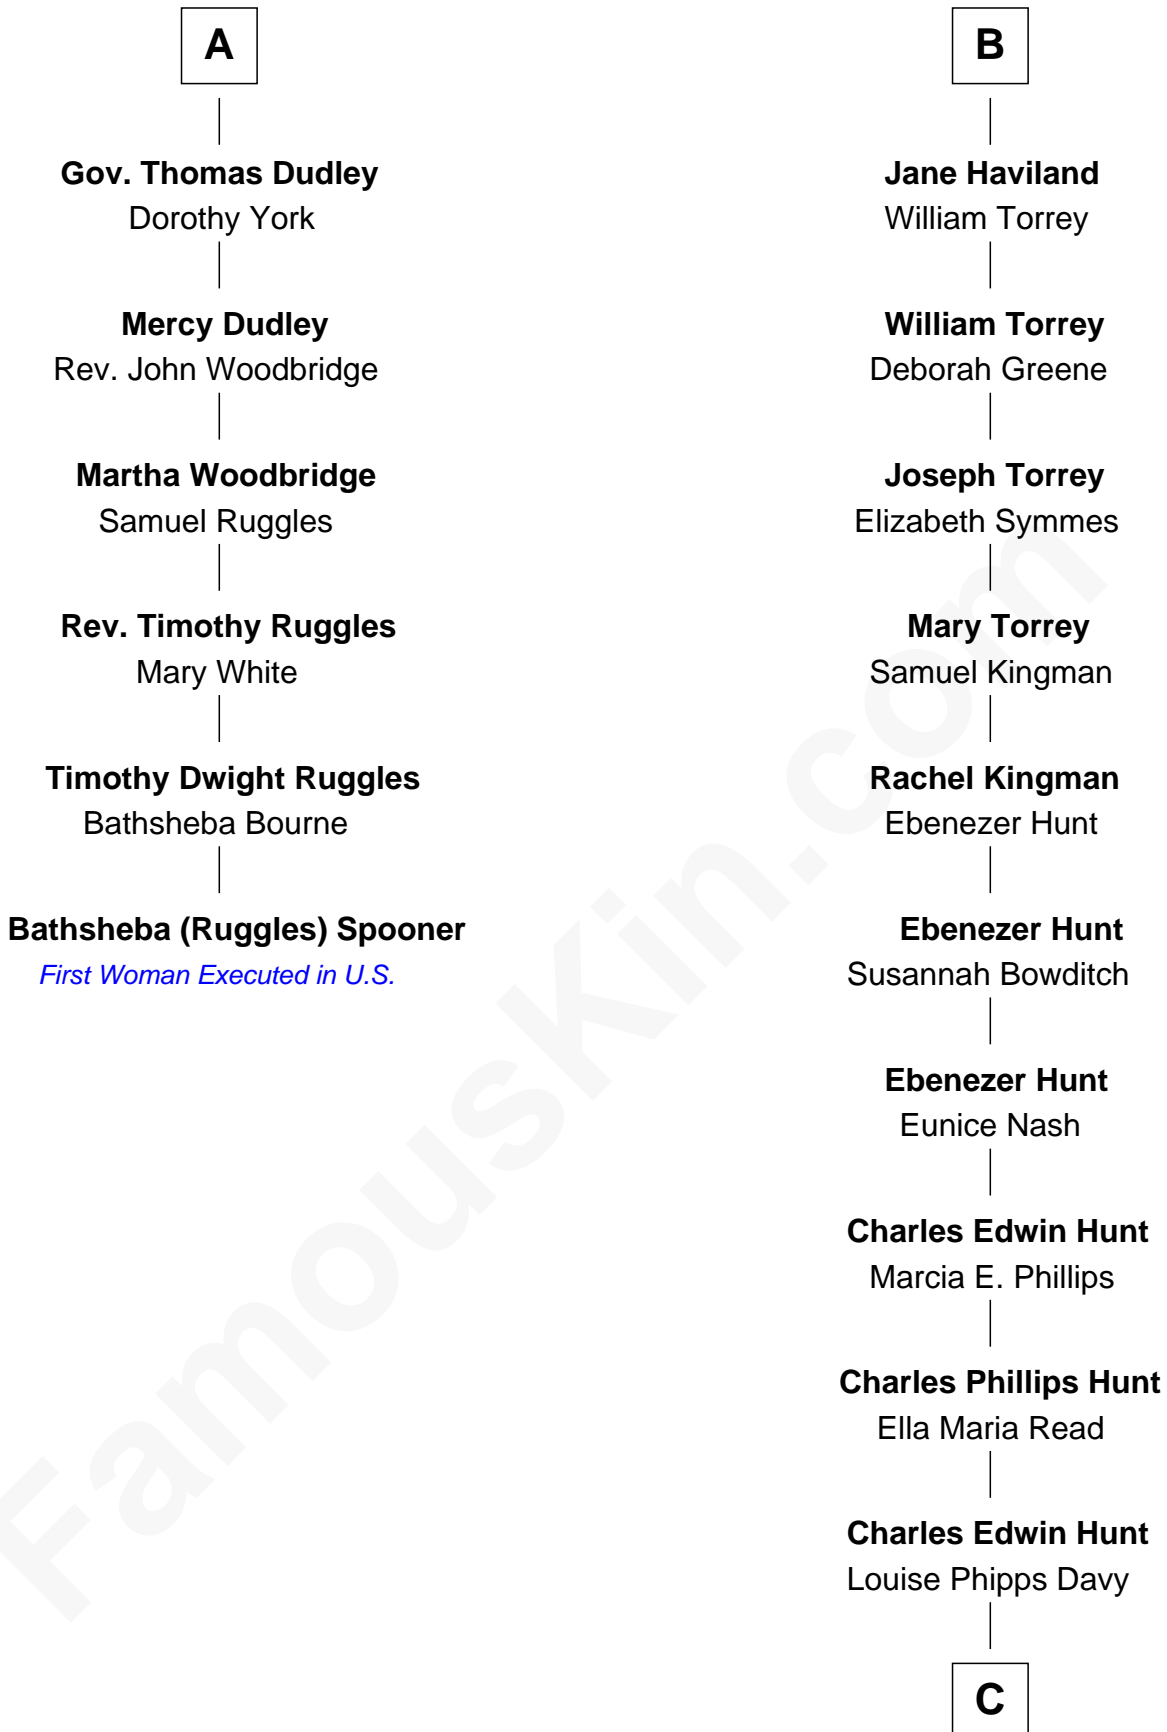 A
Gov. Thomas Dudley
Dorothy York
Mercy Dudley
Rev. John Woodbridge
Martha Woodbridge
Samuel Ruggles
Rev. Timothy Ruggles
Mary White
Timothy Dwight Ruggles
Bathsheba Bourne
Bathsheba (Ruggles) Spooner
First Woman Executed in U.S.
B
Jane Haviland
William Torrey
William Torrey
Deborah Greene
Joseph Torrey
Elizabeth Symmes
Mary Torrey
Samuel Kingman
Rachel Kingman
Ebenezer Hunt
Ebenezer Hunt
Susannah Bowditch
Ebenezer Hunt
Eunice Nash
Charles Edwin Hunt
Marcia E. Phillips
Charles Phillips Hunt
Ella Maria Read
Charles Edwin Hunt
Louise Phipps Davy
C
FamousKin.com